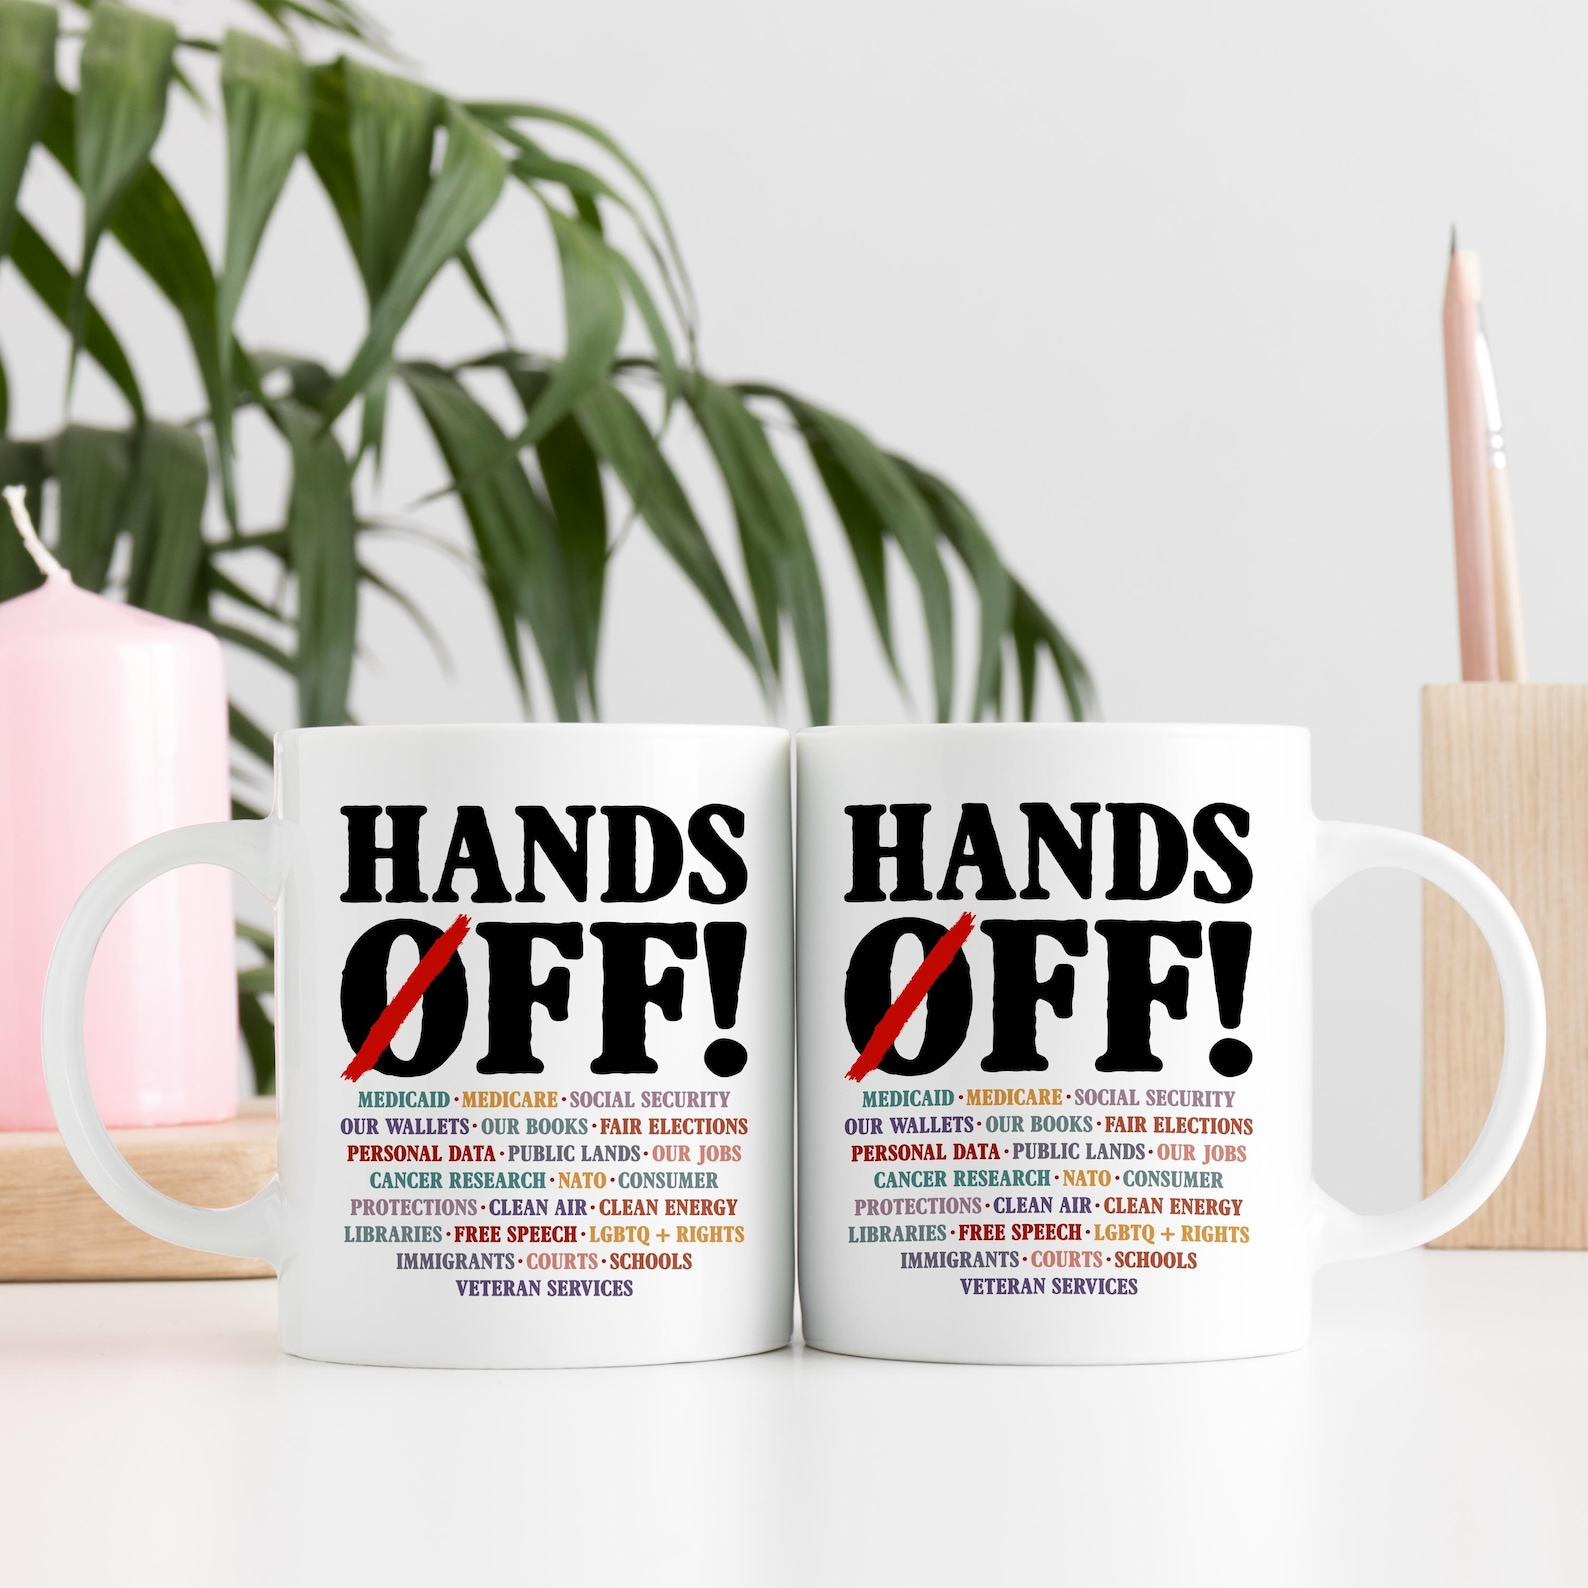 HANDS
OFF!
MEDICAID · MEDICARE · SOCIAL SECURITY
OUR WALLETS · OUR BOOKS · FAIR ELECTIONS
PERSONAL DATA · PUBLIC LANDS · OUR JOBS
CANCER RESEARCH · NATO · CONSUMER
PROTECTIONS · CLEAN AIR · CLEAN ENERGY
LIBRARIES · FREE SPEECH · LGBTQ + RIGHTS
IMMIGRANTS · COURTS · SCHOOLS
VETERAN SERVICES
HANDS
OFF!
MEDICAID · MEDICARE · SOCIAL SECURITY
OUR WALLETS · OUR BOOKS · FAIR ELECTIONS
PERSONAL DATA · PUBLIC LANDS · OUR JOBS
CANCER RESEARCH · NATO · CONSUMER
PROTECTIONS · CLEAN AIR · CLEAN ENERGY
LIBRARIES · FREE SPEECH · LGBTQ + RIGHTS
IMMIGRANTS · COURTS · SCHOOLS
VETERAN SERVICES